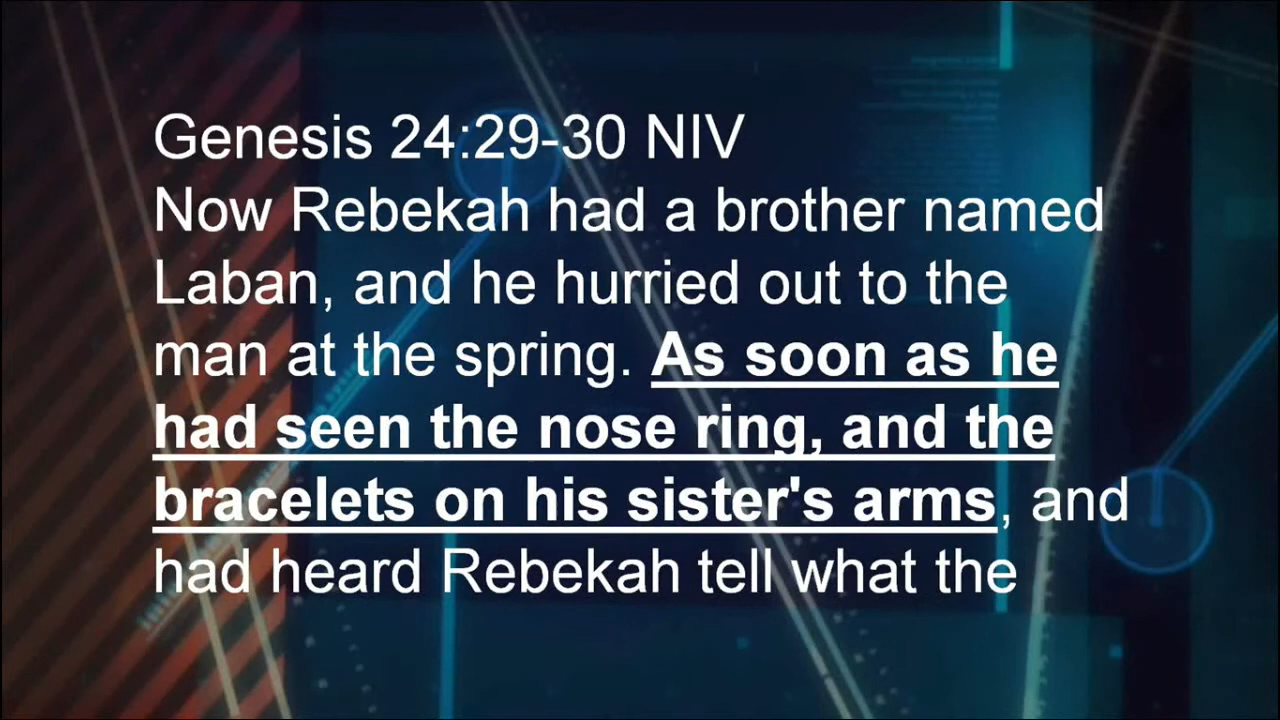 Genesis 24:29-30 NIV
Now Rebekah had a brother named
Laban, and he hurried out to the
man at the spring. As soon as he
had seen the nose ring, and the
bracelets on his sister's arms, and
had heard Rebekah tell what the